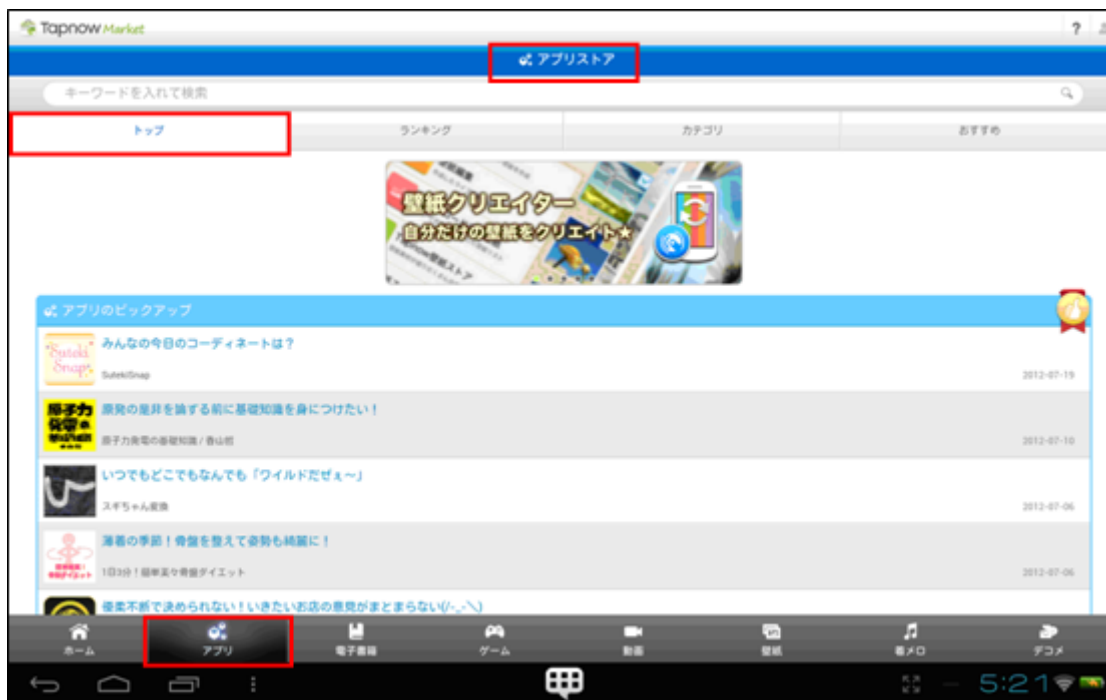 Tapnow Market
?
アプリストア
キーワードを入れて検索
トップ
ランキング
カテゴリ
おすすめ
壁紙クリエイター
自分だけの壁紙をクリエイト★
アプリのピックアップ
Suteki
Snap
みんなの今日のコーディネートは？
SutekiSnap
2012-07-19
原子力
発電の
原発の是非を論ずる前に基礎知識を身につけたい！
原子力発電の基礎知識 / 香山哲
2012-07-10
いつでもどこでもなんでも「ワイルドだぜぇ～」
スギちゃん変換
2012-07-06
薄着の季節！骨盤を整えて姿勢も綺麗に！
1日3分！簡単楽々骨盤ダイエット
2012-07-06
優柔不断で決められない！いきたいお店の意見がまとまらない(/-_-＼)
ホーム
アプリ
電子書籍
ゲーム
動画
壁紙
着メロ
デコメ
5:21